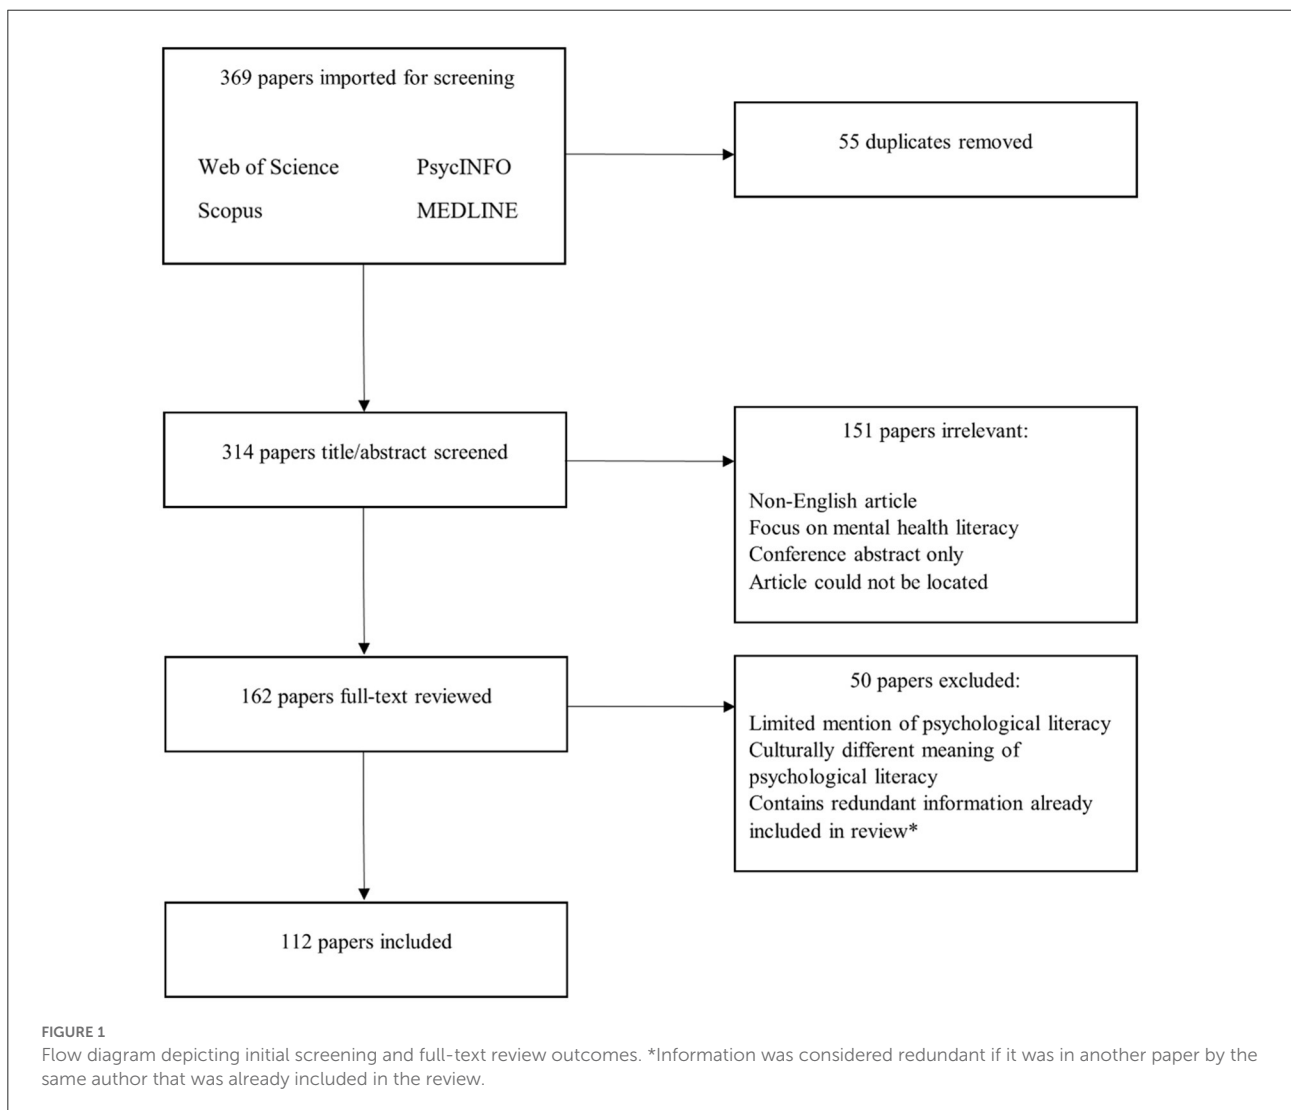 369 papers imported for screening
Web of Science PsycINFO
Scopus MEDLINE
55 duplicates removed
314 papers title/abstract screened
151 papers irrelevant:
Non-English article
Focus on mental health literacy
Conference abstract only
Article could not be located
162 papers full-text reviewed
50 papers excluded:
Limited mention of psychological literacy
Culturally different meaning of
psychological literacy
Contains redundant information already
included in review*
112 papers included
FIGURE 1
Flow diagram depicting initial screening and full-text review outcomes. *Information was considered redundant if it was in another paper by the
same author that was already included in the review.